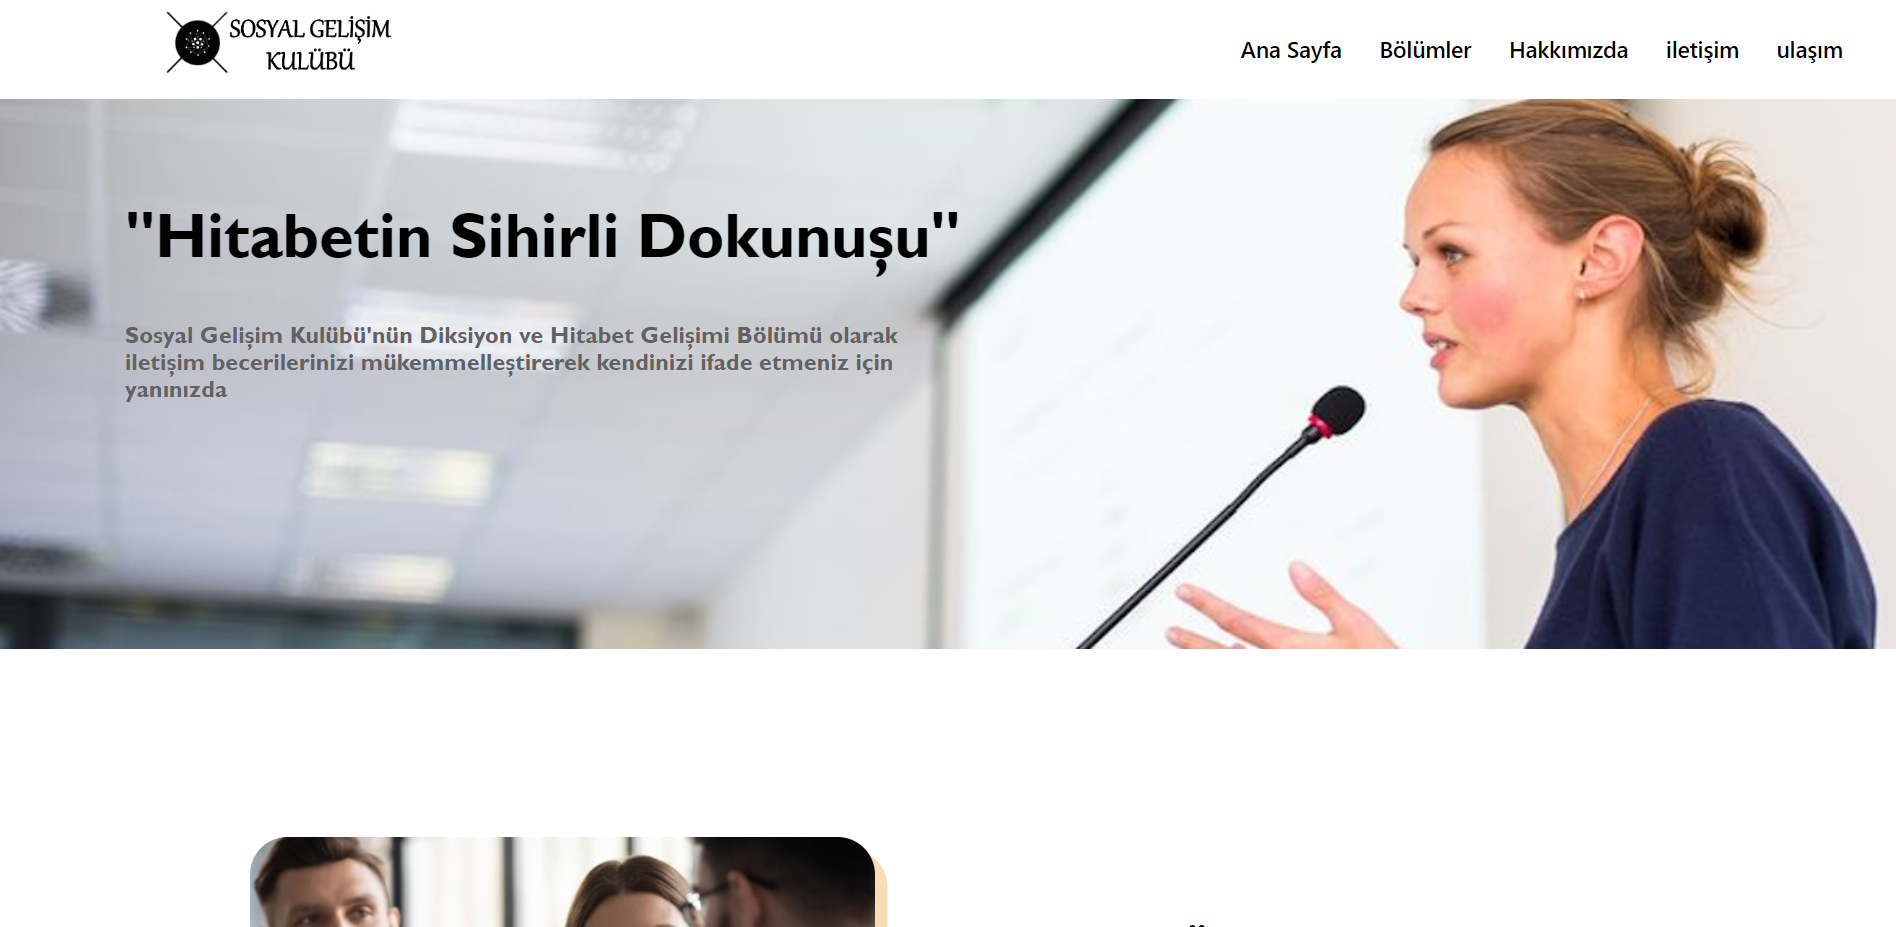 SOSYAL GELİŞİM
KULÜBÜ
Ana Sayfa Bölümler Hakkımızda iletişim ulaşım
"Hitabetin Sihirli Dokunuşu"
Sosyal Gelişim Kulübü'nün Diksiyon ve Hitabet Gelişimi Bölümü olarak
iletişim becerilerinizi mükemmelleştirerek kendinizi ifade etmeniz için
yanınızda